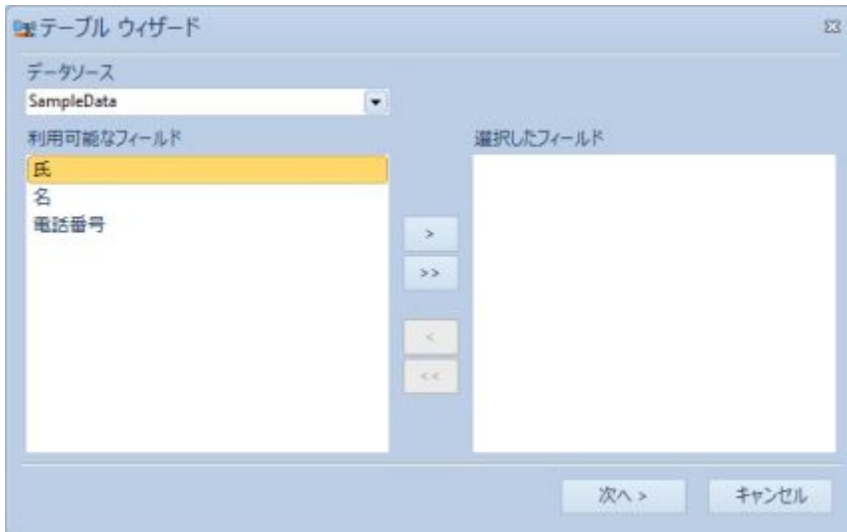 テーブル ウィザード
データソース
SampleData
利用可能なフィールド
選択したフィールド
氏
名
電話番号
>
>>
<
<<
次へ >
キャンセル